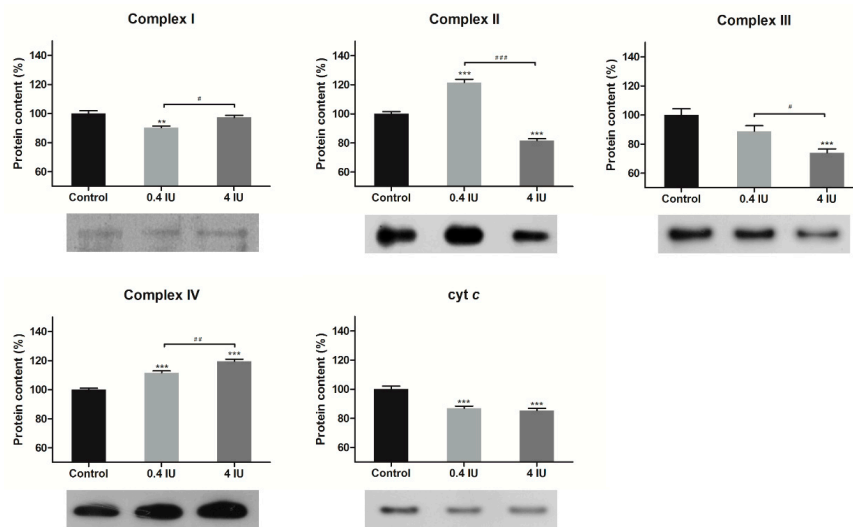 Complex I
Protein content (%)
140
120
100
80
60
**
#
Control 0.4 IU 4 IU
Complex II
Protein content (%)
140
120
100
80
60
***
###
***
Control 0.4 IU 4 IU
Complex III
Protein content (%)
140
120
100
80
60
#
***
Control 0.4 IU 4 IU
Complex IV
Protein content (%)
140
120
100
80
60
***
##
***
Control 0.4 IU 4 IU
cyt c
Protein content (%)
140
120
100
80
60
***
***
Control 0.4 IU 4 IU